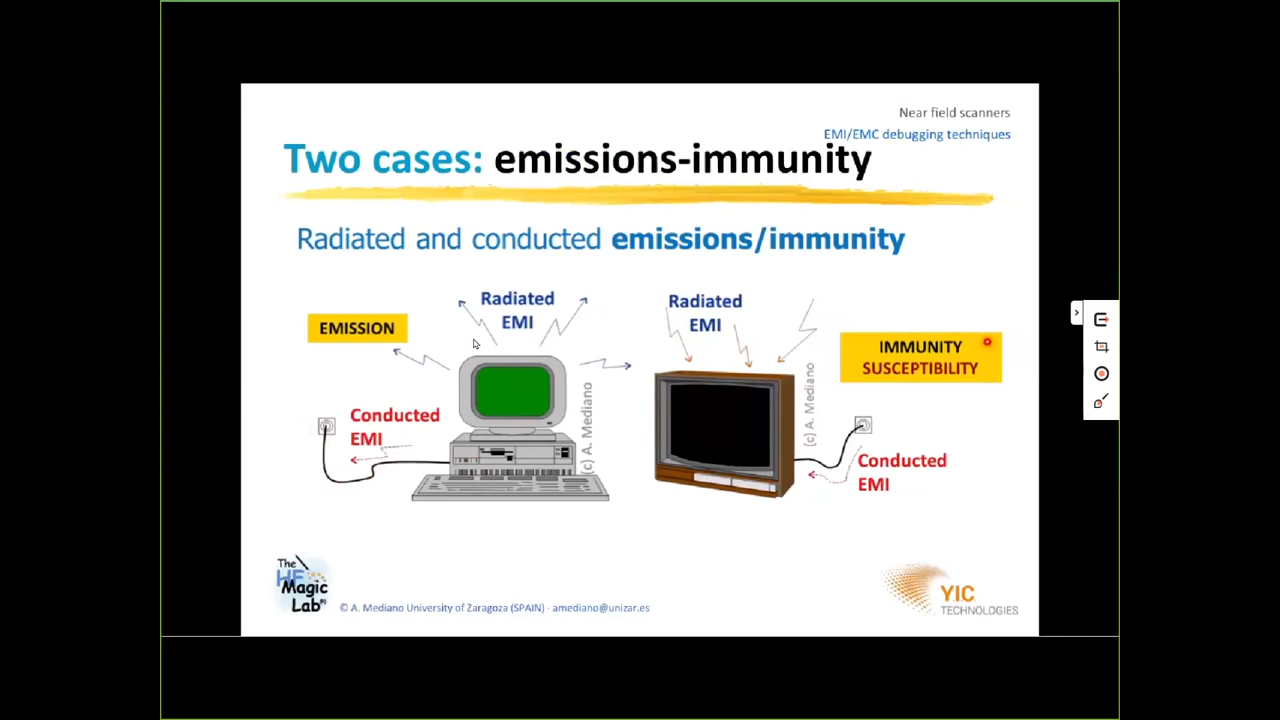 Near field scanners
EMI/EMC debugging techniques
Two cases: emissions-immunity
Radiated and conducted emissions/immunity
EMISSION
Radiated
EMI
Conducted
EMI
(c) A. Mediano
Radiated
EMI
IMMUNITY
SUSCEPTIBILITY
(c) A. Mediano
Conducted
EMI
The
HF
Magic
Lab®
© A. Mediano University of Zaragoza (SPAIN) - amediano@unizar.es
Y.I.C.
TECHNOLOGIES